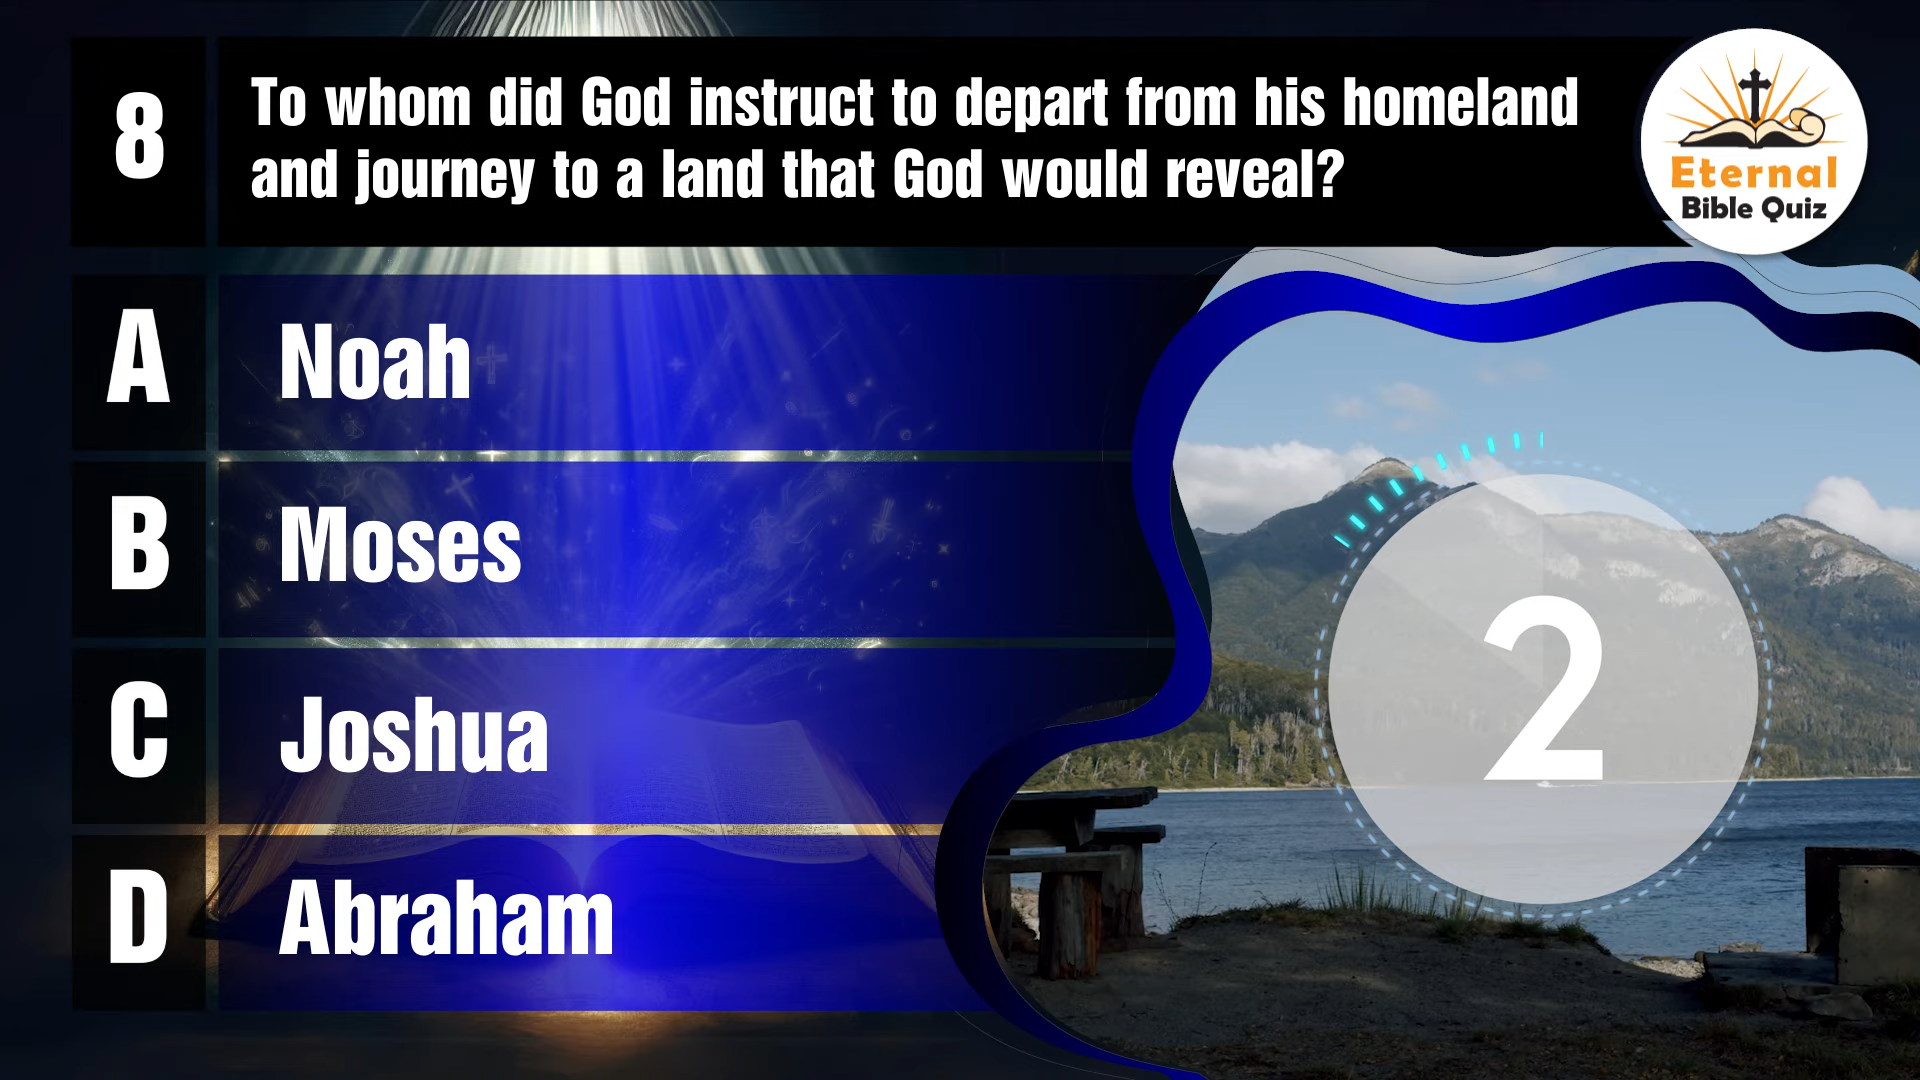 8
To whom did God instruct to depart from his homeland
and journey to a land that God would reveal?
Eternal
Bible Quiz
A
Noah
B
Moses
C
Joshua
D
Abraham
2